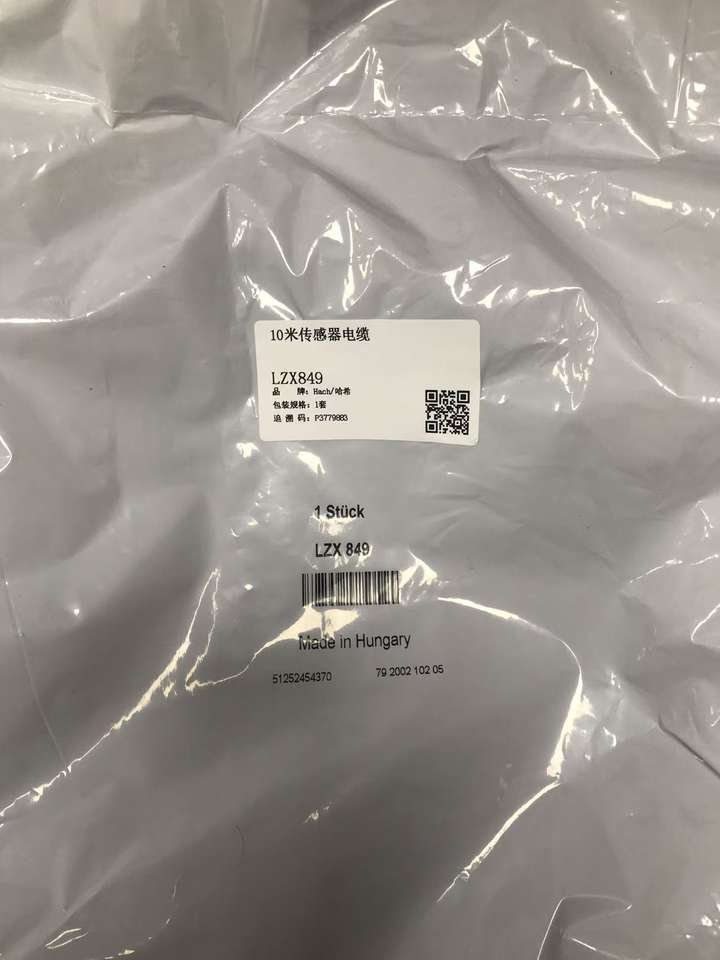 10米传感器电缆
LZX849
品 牌：Hach/哈希
包装规格：1套
追 溯 码：P3779883
1 Stück
LZX 849
Made in Hungary
51252454370 79 2002 102 05